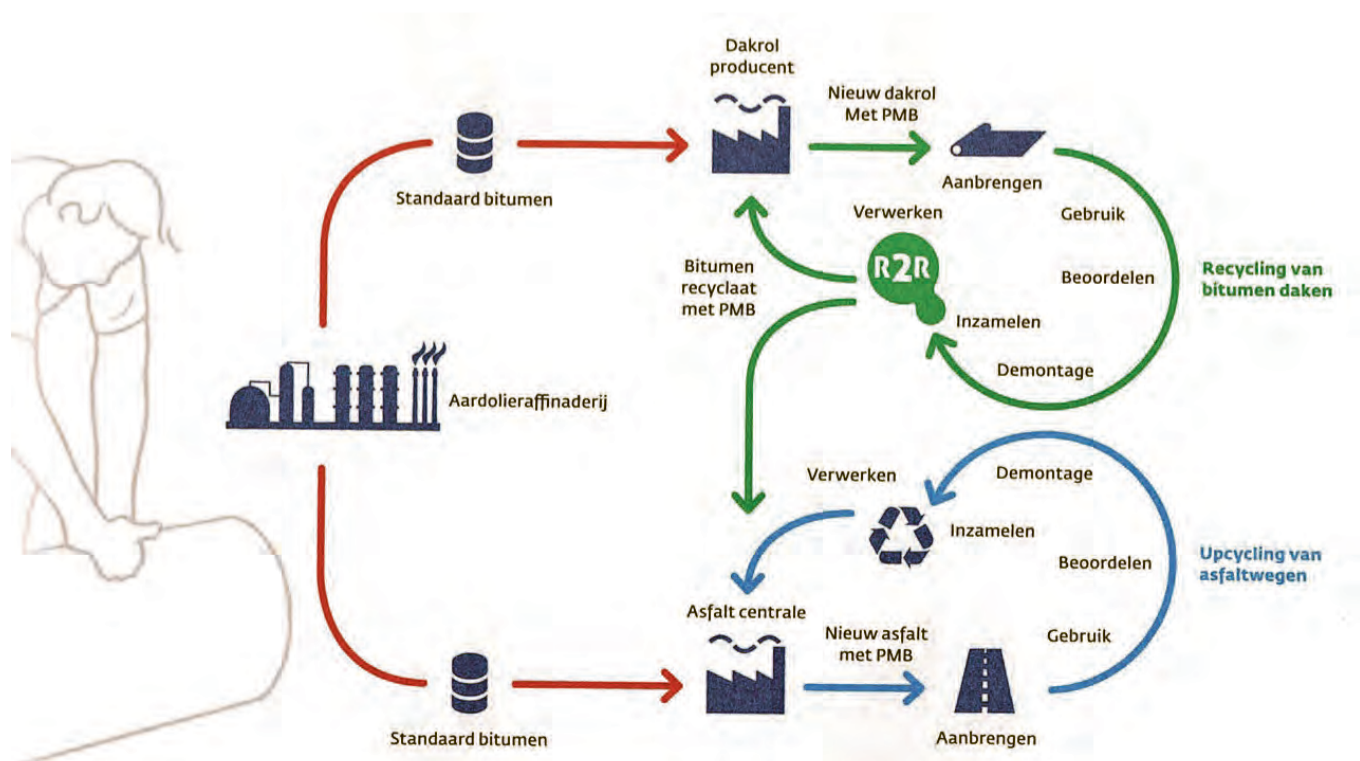 Dakrol
producent
Nieuw dakrol
Met PMB
Standaard bitumen
Aanbrengen
Verwerken
Gebruik
R2R
Bitumen
recyclaat
met PMB
Beoordelen
Recycling van
bitumen daken
Inzamelen
Demontage
Aardolieraffinaderij
Verwerken
Demontage
Inzamelen
Beoordelen
Upcycling van
asfaltwegen
Asfalt centrale
Nieuw asfalt
met PMB
Gebruik
Standaard bitumen
Aanbrengen